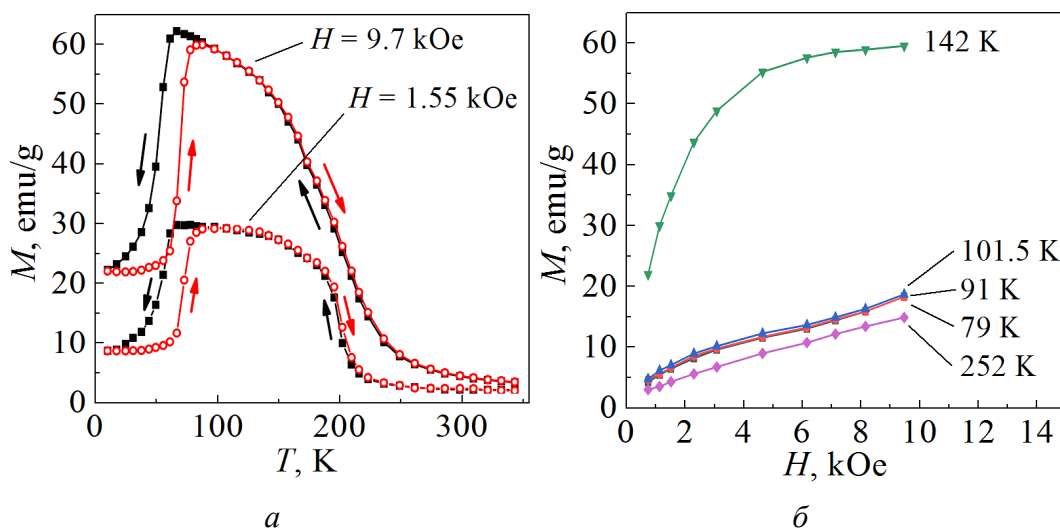 60
50
40
30
20
10
0
M, emu/g
H = 9.7 kOe
H = 1.55 kOe
0 100 200 300
T, K
а
60
50
40
30
20
10
0
M, emu/g
142 K
101.5 K
91 K
79 K
252 K
0 2 4 6 8 10 12 14
H, kOe
б